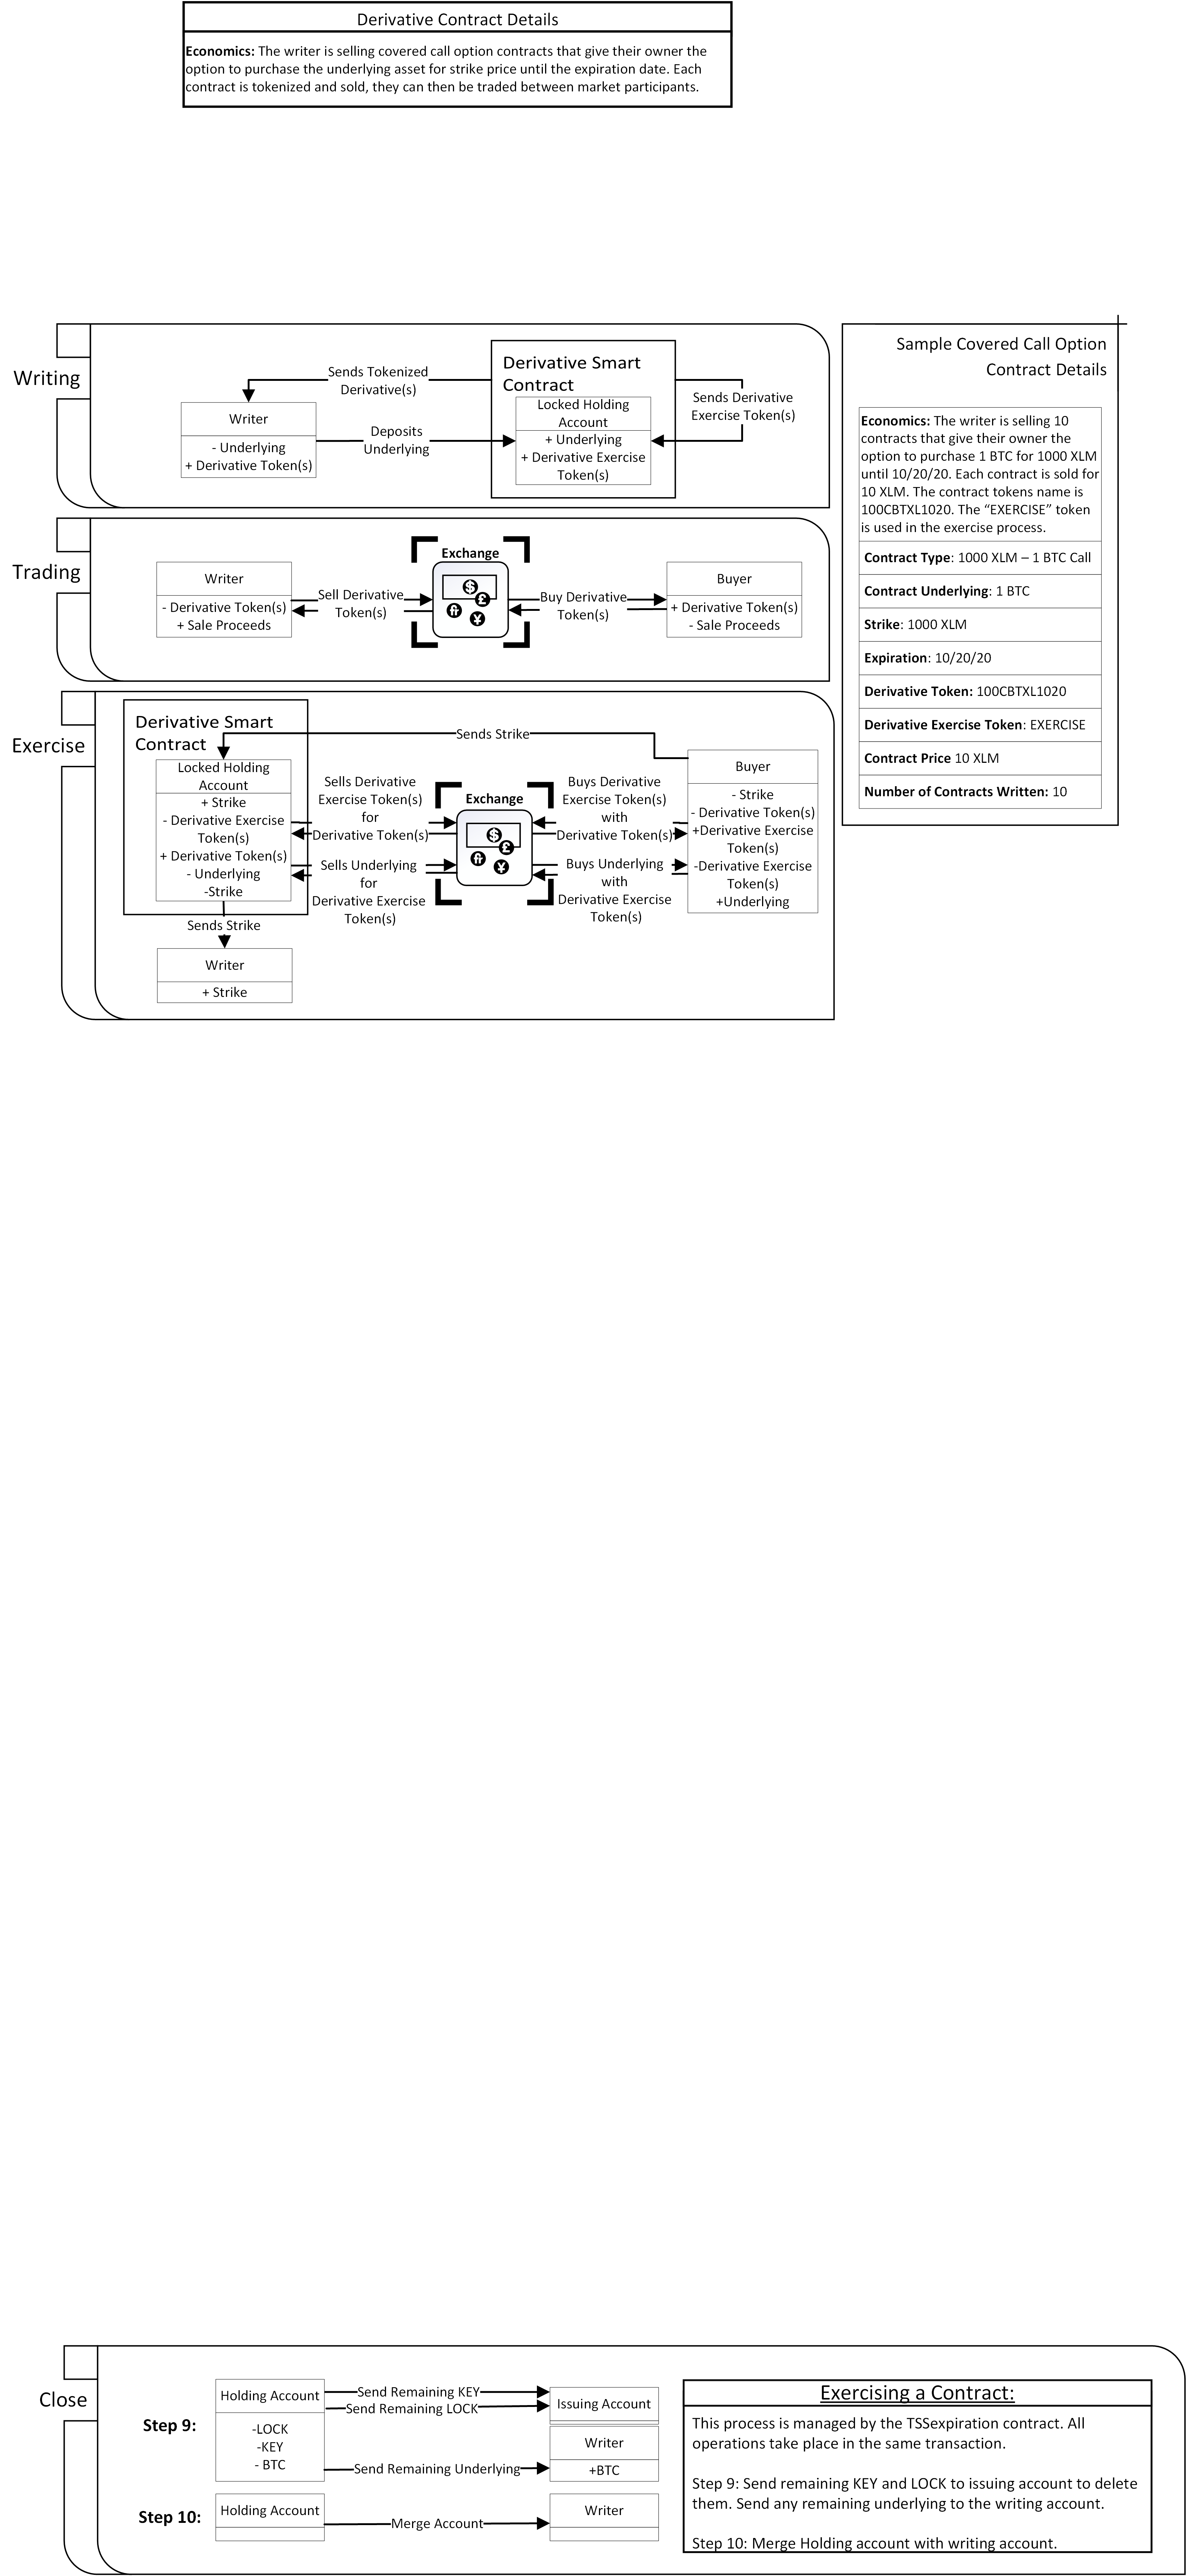 Derivative Contract Details
Economics: The writer is selling covered call option contracts that give their owner the
option to purchase the underlying asset for strike price until the expiration date. Each
contract is tokenized and sold, they can then be traded between market participants.
Writing
Sends Tokenized
Derivative(s)
Writer
- Underlying
+ Derivative Token(s)
Deposits
Underlying
Derivative Smart
Contract
Locked Holding
Account
+ Underlying
+ Derivative Exercise
Token(s)
Sends Derivative
Exercise Token(s)
Sample Covered Call Option
Contract Details
Economics: The writer is selling 10
contracts that give their owner the
option to purchase 1 BTC for 1000 XLM
until 10/20/20. Each contract is sold for
10 XLM. The contract tokens name is
100CBTXL1020. The “EXERCISE” token
is used in the exercise process.
Contract Type: 1000 XLM – 1 BTC Call
Contract Underlying: 1 BTC
Strike: 1000 XLM
Expiration: 10/20/20
Derivative Token: 100CBTXL1020
Derivative Exercise Token: EXERCISE
Contract Price 10 XLM
Number of Contracts Written: 10
Trading
Writer
- Derivative Token(s)
+ Sale Proceeds
Sell Derivative
Token(s)
Exchange
Buy Derivative
Token(s)
Buyer
+ Derivative Token(s)
- Sale Proceeds
Exercise
Derivative Smart
Contract
Locked Holding
Account
+ Strike
- Derivative Exercise
Token(s)
+ Derivative Token(s)
- Underlying
-Strike
Sends Strike
Writer
+ Strike
Sends Strike
Sells Derivative
Exercise Token(s)
for
Derivative Token(s)
Sells Underlying
for
Derivative Exercise
Token(s)
Exchange
Buys Derivative
Exercise Token(s)
with
Derivative Token(s)
Buys Underlying
with
Derivative Exercise
Token(s)
Buyer
- Strike
- Derivative Token(s)
+Derivative Exercise
Token(s)
-Derivative Exercise
Token(s)
+Underlying
Close
Step 9:
Holding Account
-LOCK
-KEY
- BTC
Send Remaining KEY
Send Remaining LOCK
Send Remaining Underlying
Issuing Account
Writer
+BTC
Step 10:
Holding Account
Merge Account
Writer
Exercising a Contract:
This process is managed by the TSSexpiration contract. All
operations take place in the same transaction.
Step 9: Send remaining KEY and LOCK to issuing account to delete
them. Send any remaining underlying to the writing account.
Step 10: Merge Holding account with writing account.